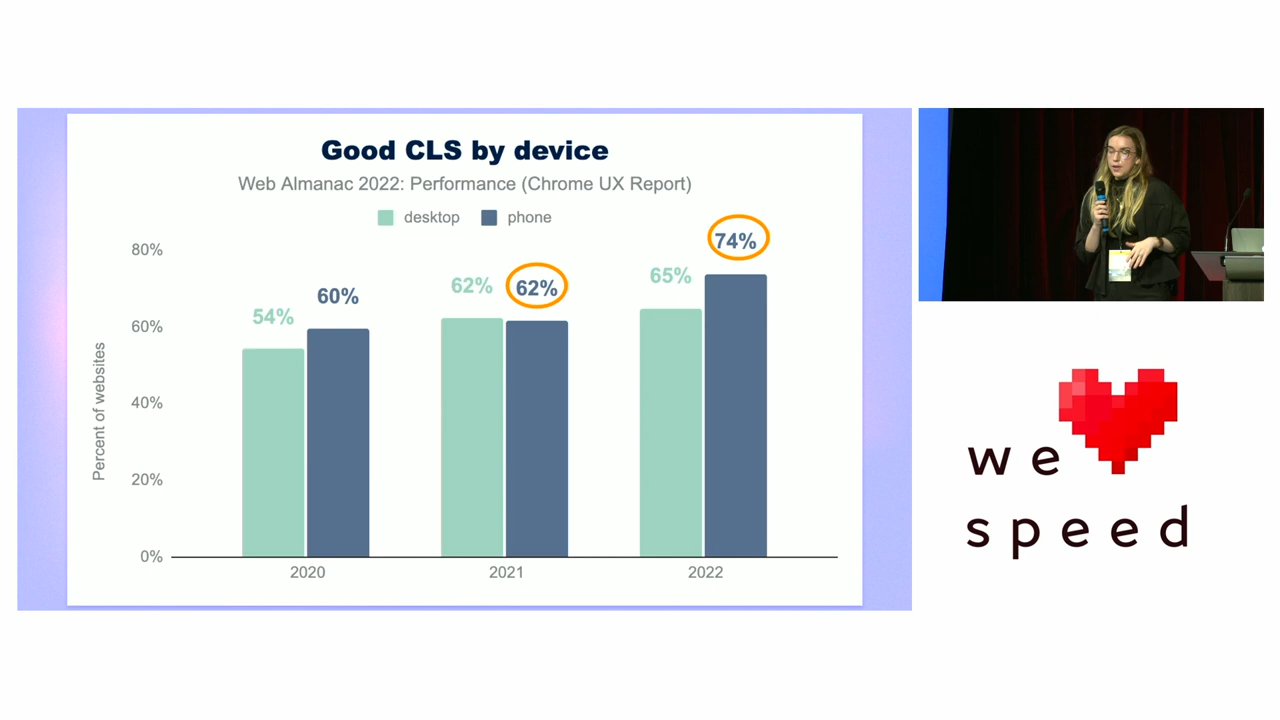 Good CLS by device
Web Almanac 2022: Performance (Chrome UX Report)
desktop phone
80%
60%
40%
20%
0%
Percent of websites
54%
60%
62%
62%
65%
74%
2020
2021
2022
we
speed